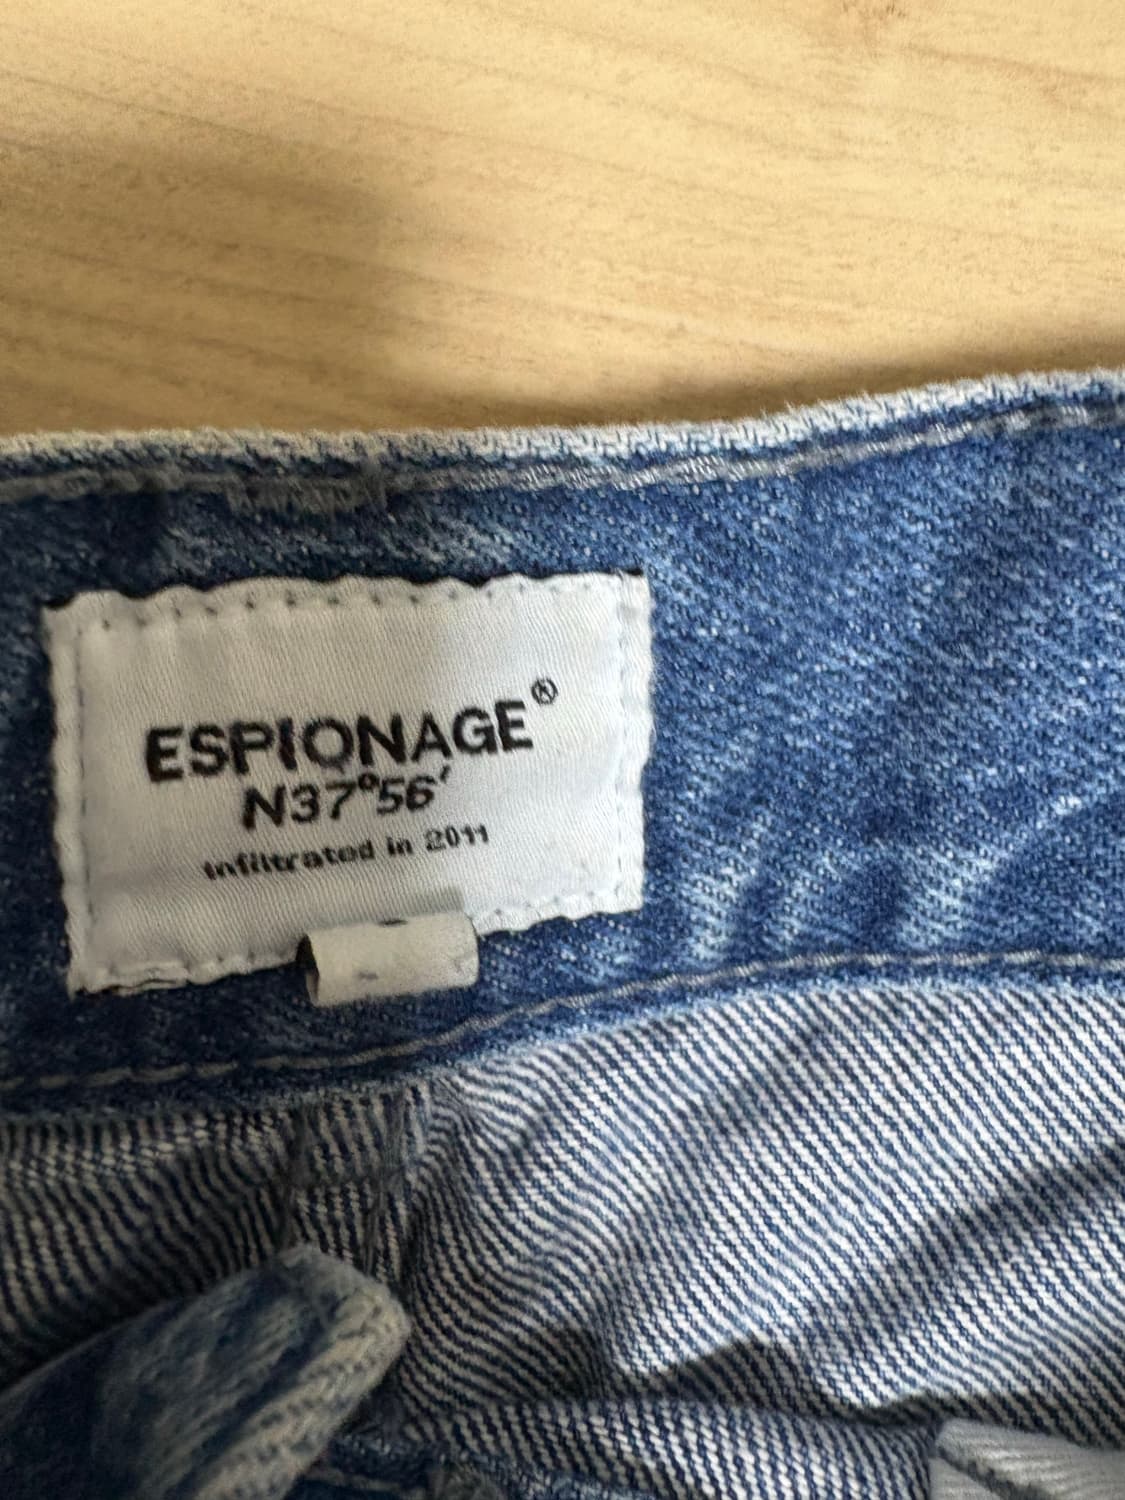 ESPIONAGE®
N37°56'
Infiltrated in 2011